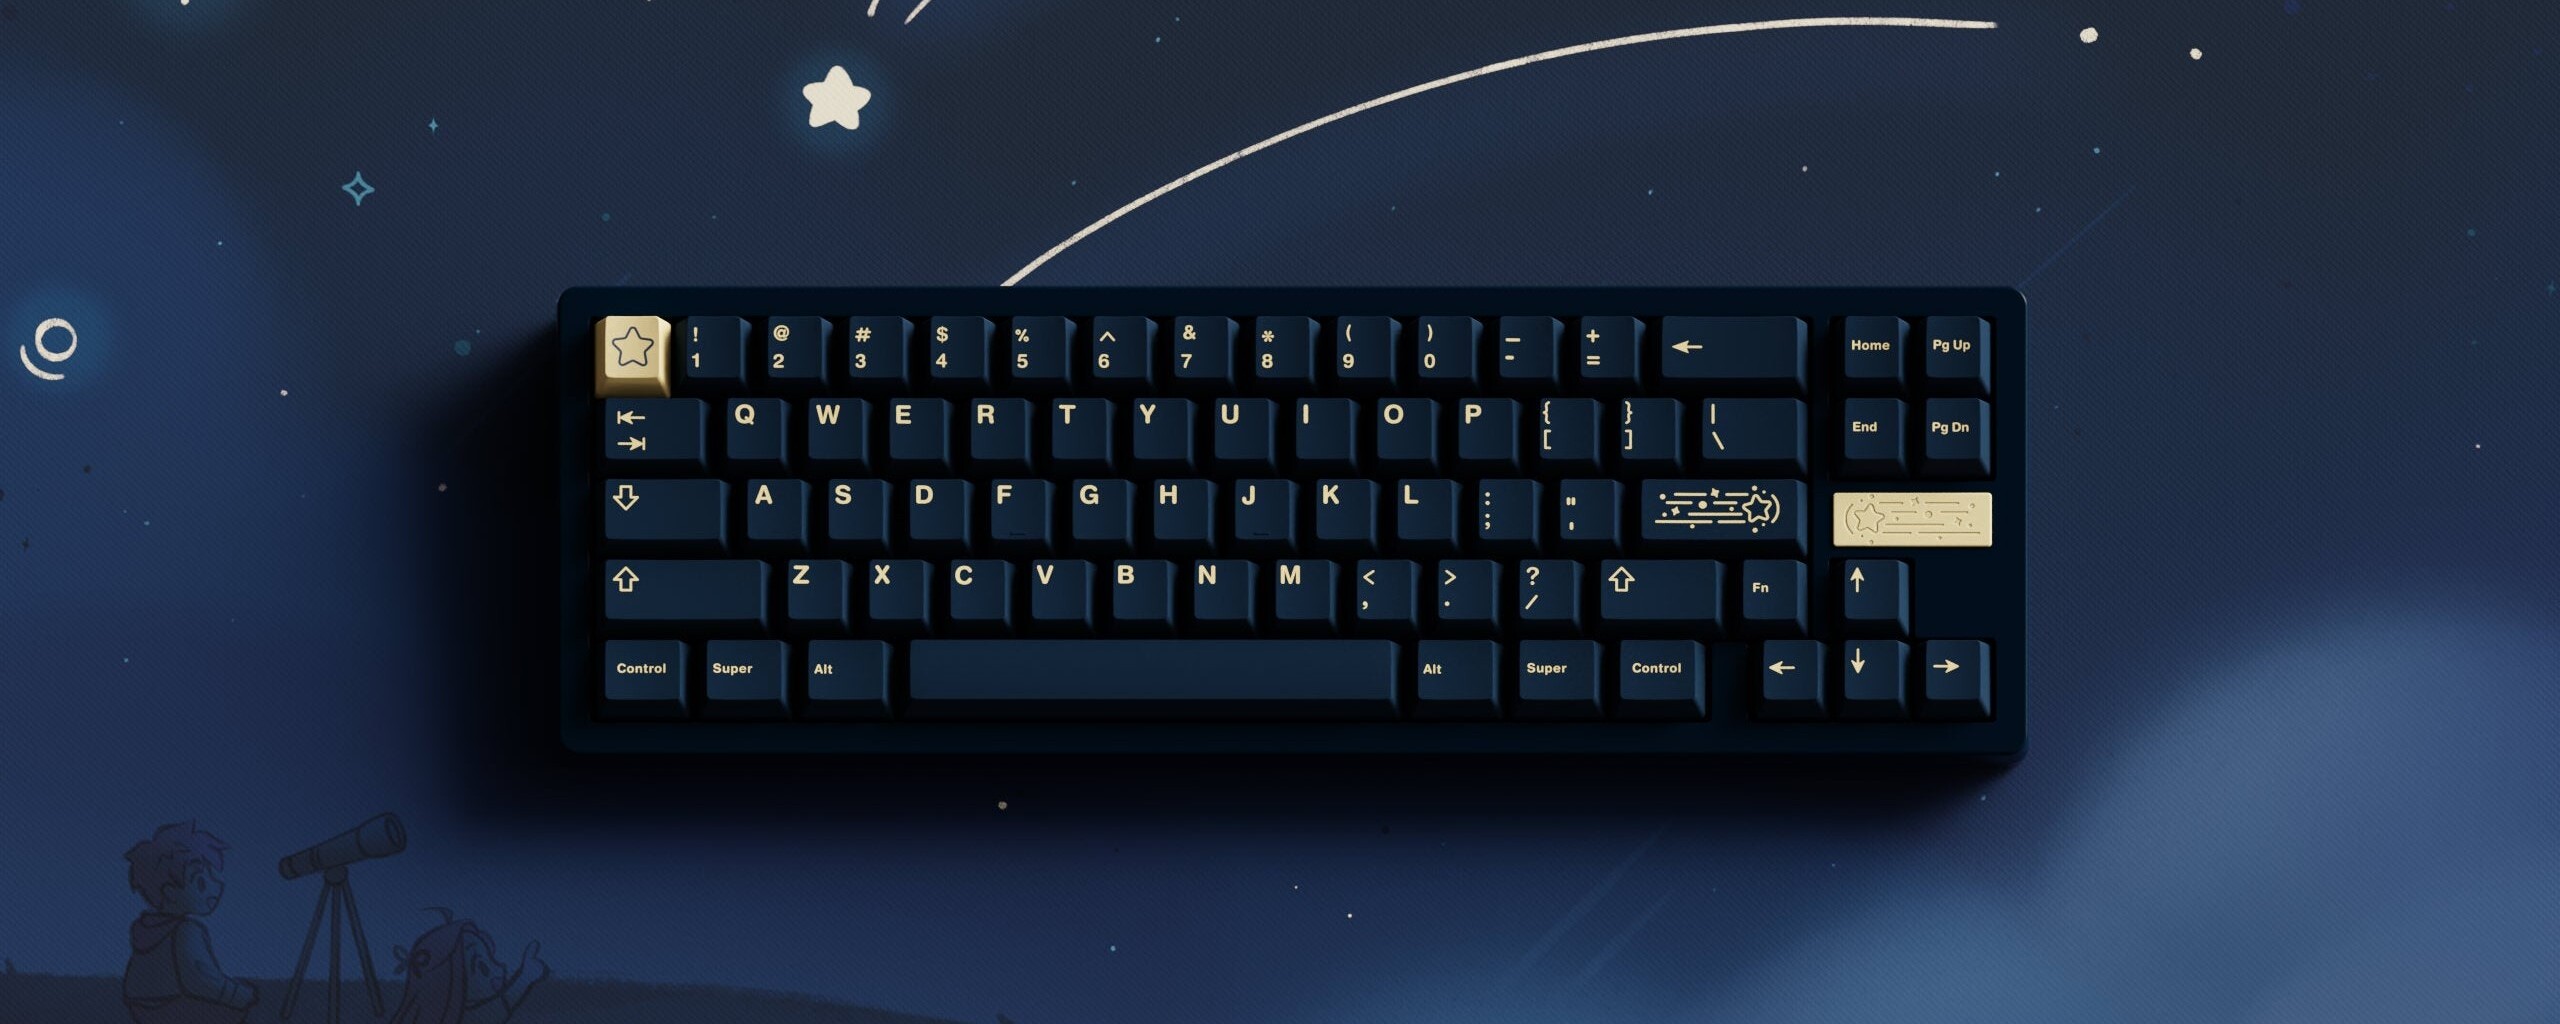 ! @ # $ % ^ & * ( ) _ + ← Home Pg Up
1 2 3 4 5 6 7 8 9 0 - =
⇤ Q W E R T Y U I O P { } | End Pg Dn
⇥ [ ] \
⇩ A S D F G H J K L : "
; '
⇧ Z X C V B N M < > ? ⇧ Fn ↑
, . /
Control Super Alt Alt Super Control ← ↓ →